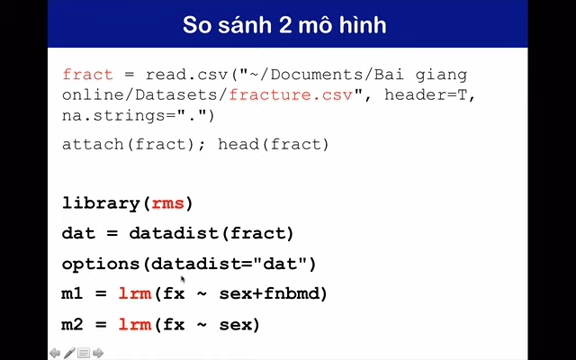 So sánh 2 mô hình
fract = read.csv("~/Documents/Bai giang
online/Datasets/fracture.csv", header=T,
na.strings=".")
attach(fract); head(fract)
library(rms)
dat = datadist(fract)
options(datadist="dat")
m1 = lrm(fx ~ sex+fnbmd)
m2 = lrm(fx ~ sex)